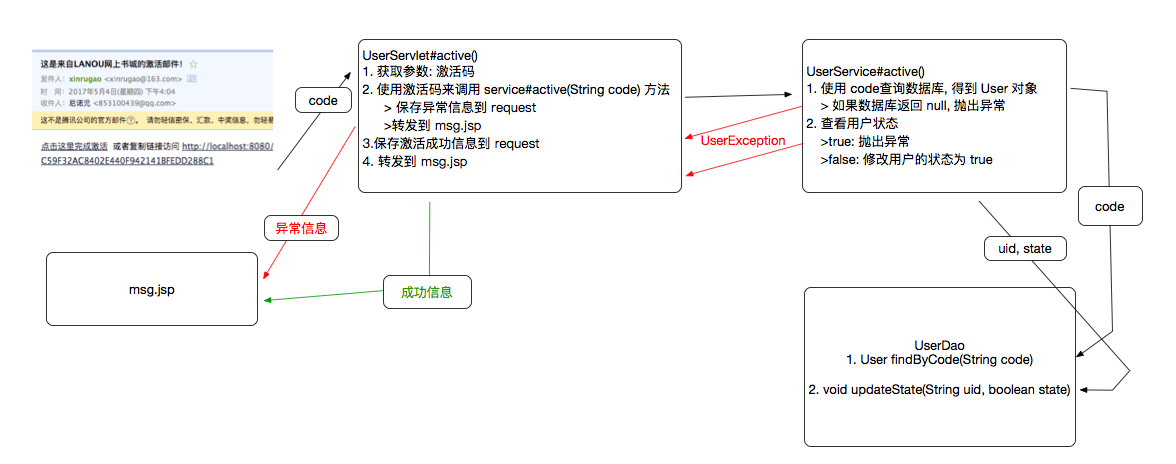 这是来自LANOU网上书城的激活邮件！ ☆
发件人：xinrugao <xinrugao@163.com>
时 间：2017年5月4日(星期四) 下午4:04
收件人：尼诺児 <853100439@qq.com>
这不是腾讯公司的官方邮件?。 请勿轻信密保、汇款、中奖信息、勿轻易
点击这里完成激活 或者复制链接访问 http://localhost:8080/
C59F32AC8402E440F942141BFEDD288C1
code
UserServlet#active()
1. 获取参数: 激活码
2. 使用激活码来调用 service#active(String code) 方法
> 保存异常信息到 request
>转发到 msg.jsp
3.保存激活成功信息到 request
4. 转发到 msg.jsp
UserException
UserService#active()
1. 使用 code查询数据库, 得到 User 对象
> 如果数据库返回 null, 抛出异常
2. 查看用户状态
>true: 抛出异常
>false: 修改用户的状态为 true
code
uid, state
异常信息
成功信息
msg.jsp
UserDao
1. User findByCode(String code)
2. void updateState(String uid, boolean state)